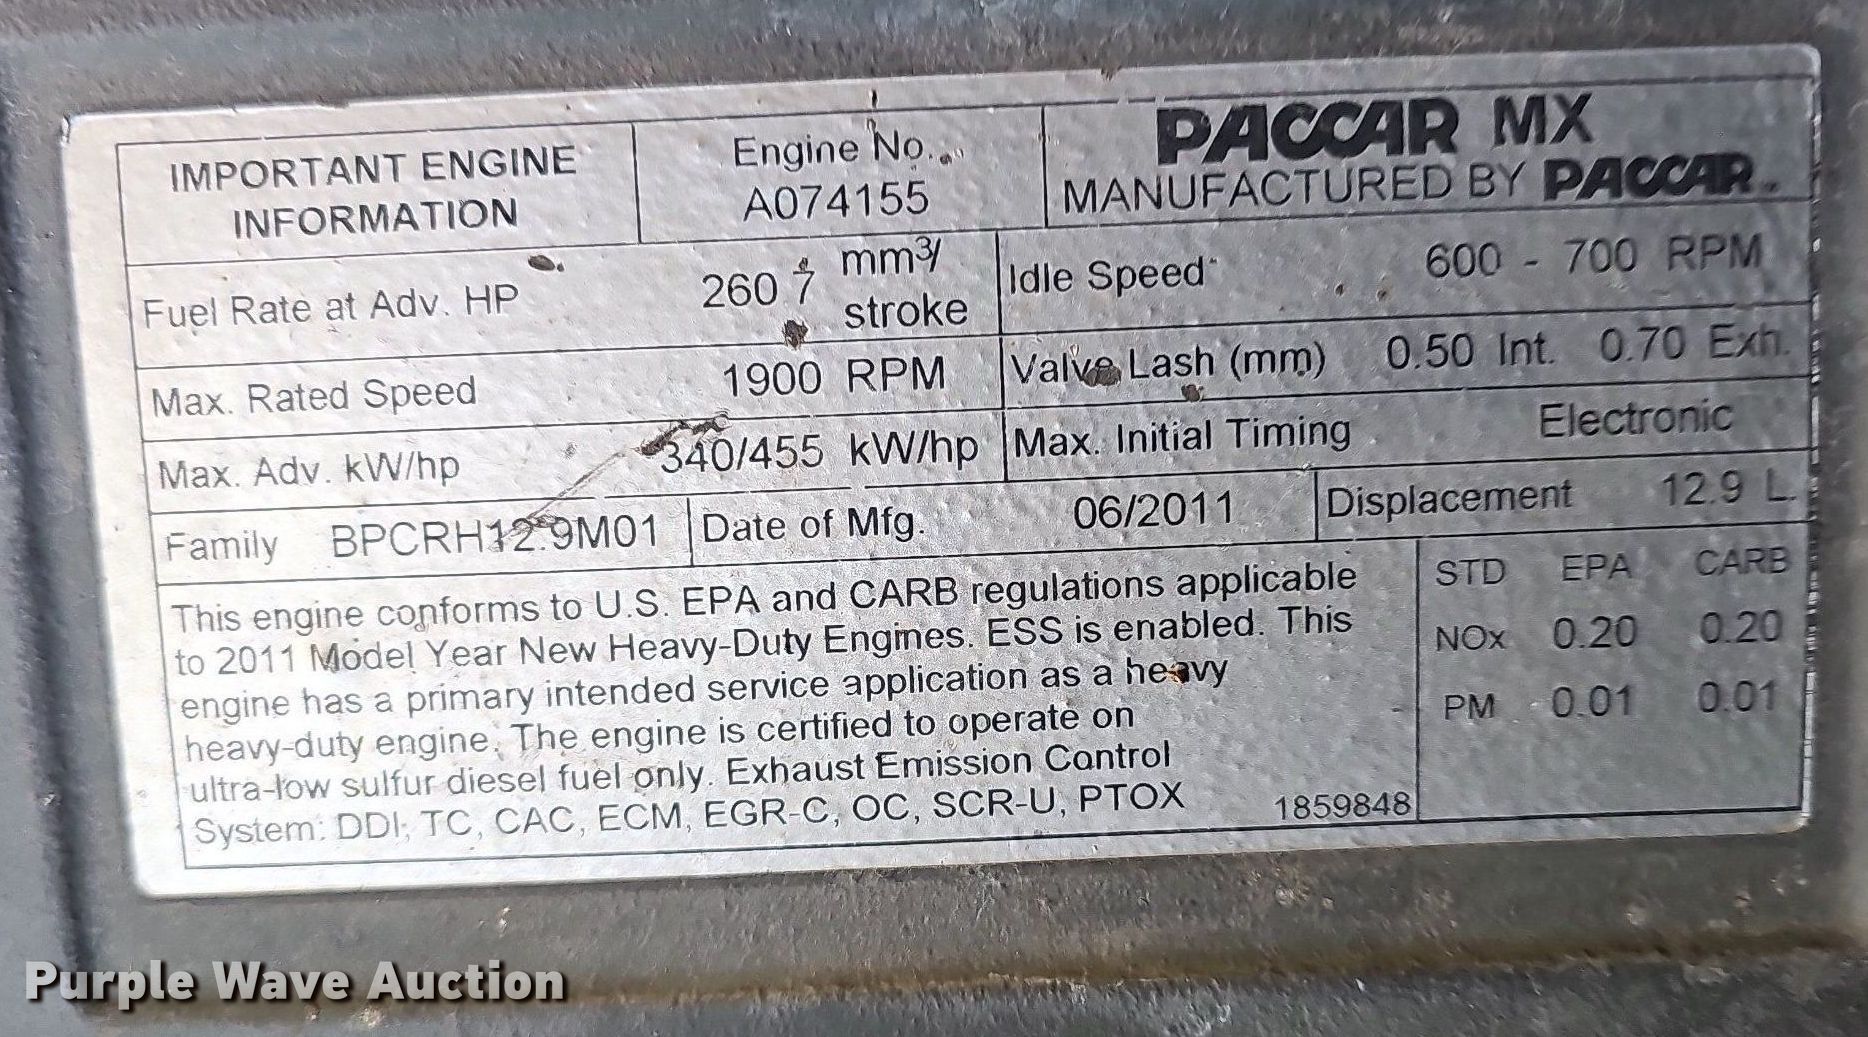 IMPORTANT ENGINE
INFORMATION
Engine No.
A074155
PACCAR MX
MANUFACTURED BY PACCAR
Fuel Rate at Adv. HP 260.7 mm³/
stroke
Idle Speed 600 - 700 RPM
Max. Rated Speed 1900 RPM
Valve Lash (mm) 0.50 Int. 0.70 Exh.
Max. Adv. kW/hp 340/455 kW/hp
Max. Initial Timing Electronic
Family BPCRH12.9M01
Date of Mfg. 06/2011
Displacement 12.9 L
This engine conforms to U.S. EPA and CARB regulations applicable
to 2011 Model Year New Heavy-Duty Engines. ESS is enabled. This
engine has a primary intended service application as a heavy
heavy-duty engine. The engine is certified to operate on
ultra-low sulfur diesel fuel only. Exhaust Emission Control
System: DDI, TC, CAC, ECM, EGR-C, OC, SCR-U, PTOX
1859848
STD EPA CARB
NOx 0.20 0.20
PM 0.01 0.01
Purple Wave Auction